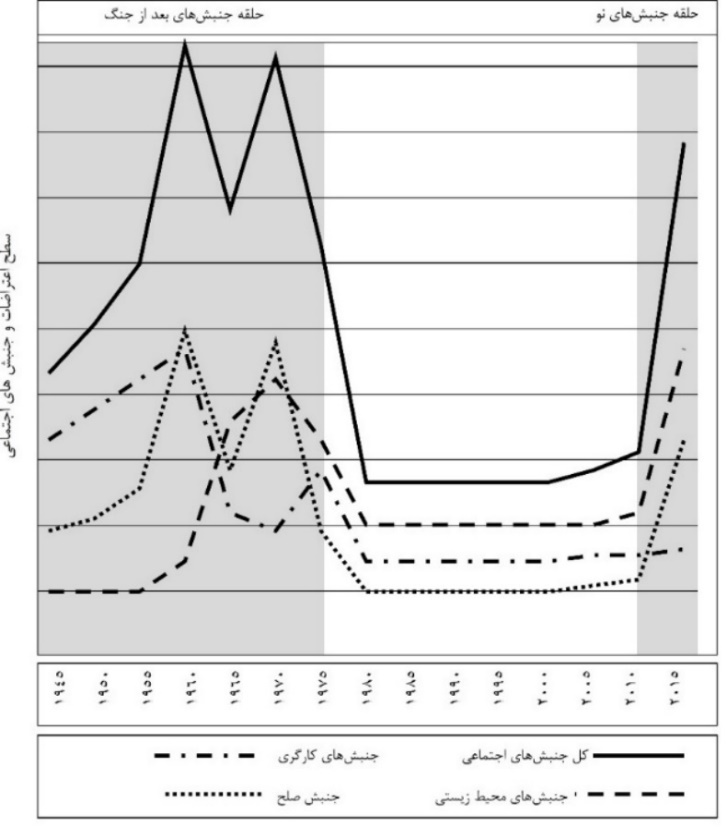 حلقه جنبش‌های نو
حلقه جنبش‌های بعد از جنگ
سطح اعتراضات و جنبش های اجتماعی
۱۹۴۵ ۱۹۵۰ ۱۹۵۵ ۱۹۶۰ ۱۹۶۵ ۱۹۷۰ ۱۹۷۵ ۱۹۸۰ ۱۹۸۵ ۱۹۹۰ ۱۹۹۵ ۲۰۰۰ ۲۰۰۵ ۲۰۱۰ ۲۰۱۵
کل جنبش‌های اجتماعی
جنبش‌های کارگری
جنبش‌های محیط زیستی
جنبش صلح